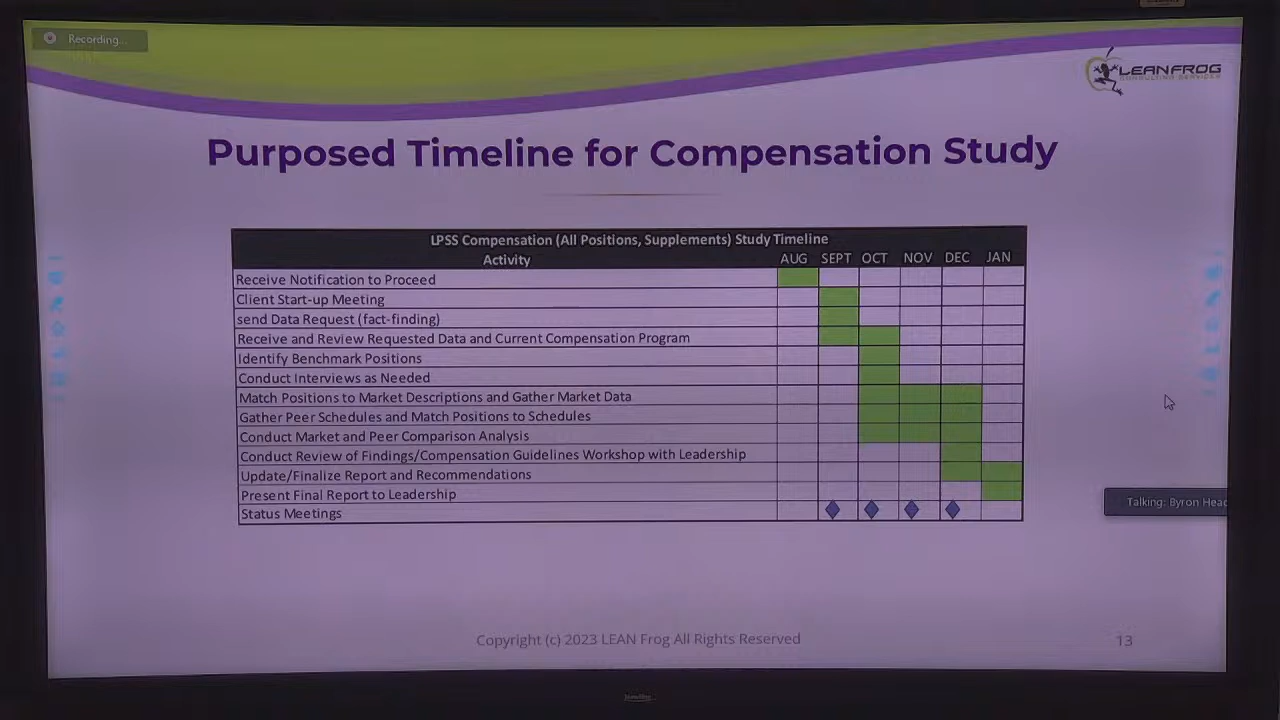 Recording...
LEANFROG
CONSULTING SERVICES
Purposed Timeline for Compensation Study
LPSS Compensation (All Positions, Supplements) Study Timeline
Activity AUG SEPT OCT NOV DEC JAN
Receive Notification to Proceed
Client Start-up Meeting
send Data Request (fact-finding)
Receive and Review Requested Data and Current Compensation Program
Identify Benchmark Positions
Conduct Interviews as Needed
Match Positions to Market Descriptions and Gather Market Data
Gather Peer Schedules and Match Positions to Schedules
Conduct Market and Peer Comparison Analysis
Conduct Review of Findings/Compensation Guidelines Workshop with Leadership
Update/Finalize Report and Recommendations
Present Final Report to Leadership
Status Meetings
Talking: Byron Head
Copyright (c) 2023 LEAN Frog All Rights Reserved
13